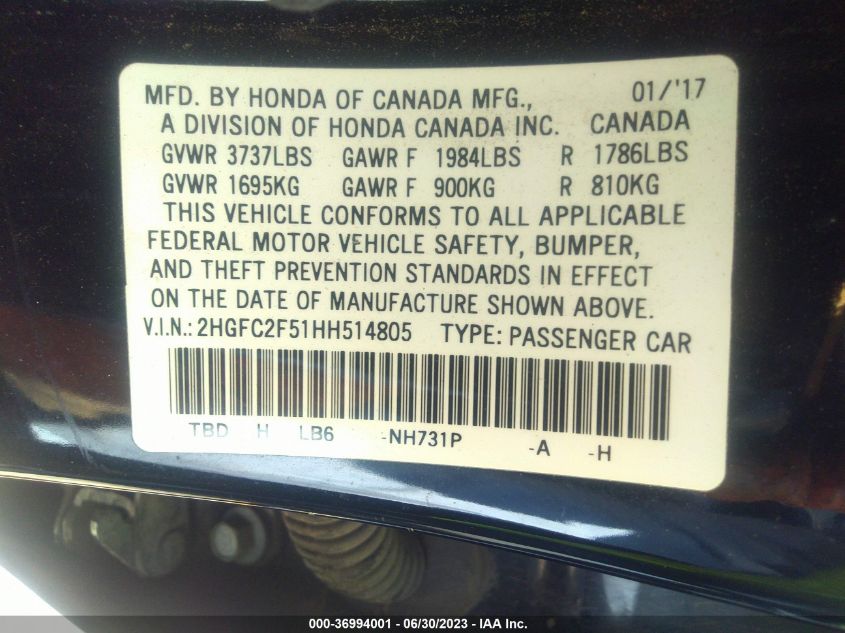 MFD. BY HONDA OF CANADA MFG., 01/'17
A DIVISION OF HONDA CANADA INC. CANADA
GVWR 3737LBS GAWR F 1984LBS R 1786LBS
GVWR 1695KG GAWR F 900KG R 810KG
THIS VEHICLE CONFORMS TO ALL APPLICABLE
FEDERAL MOTOR VEHICLE SAFETY, BUMPER,
AND THEFT PREVENTION STANDARDS IN EFFECT
ON THE DATE OF MANUFACTURE SHOWN ABOVE.
V.I.N.: 2HGFC2F51HH514805 TYPE: PASSENGER CAR
TBD H LB6 -NH731P -A -H
000-36994001 - 06/30/2023 - IAA Inc.